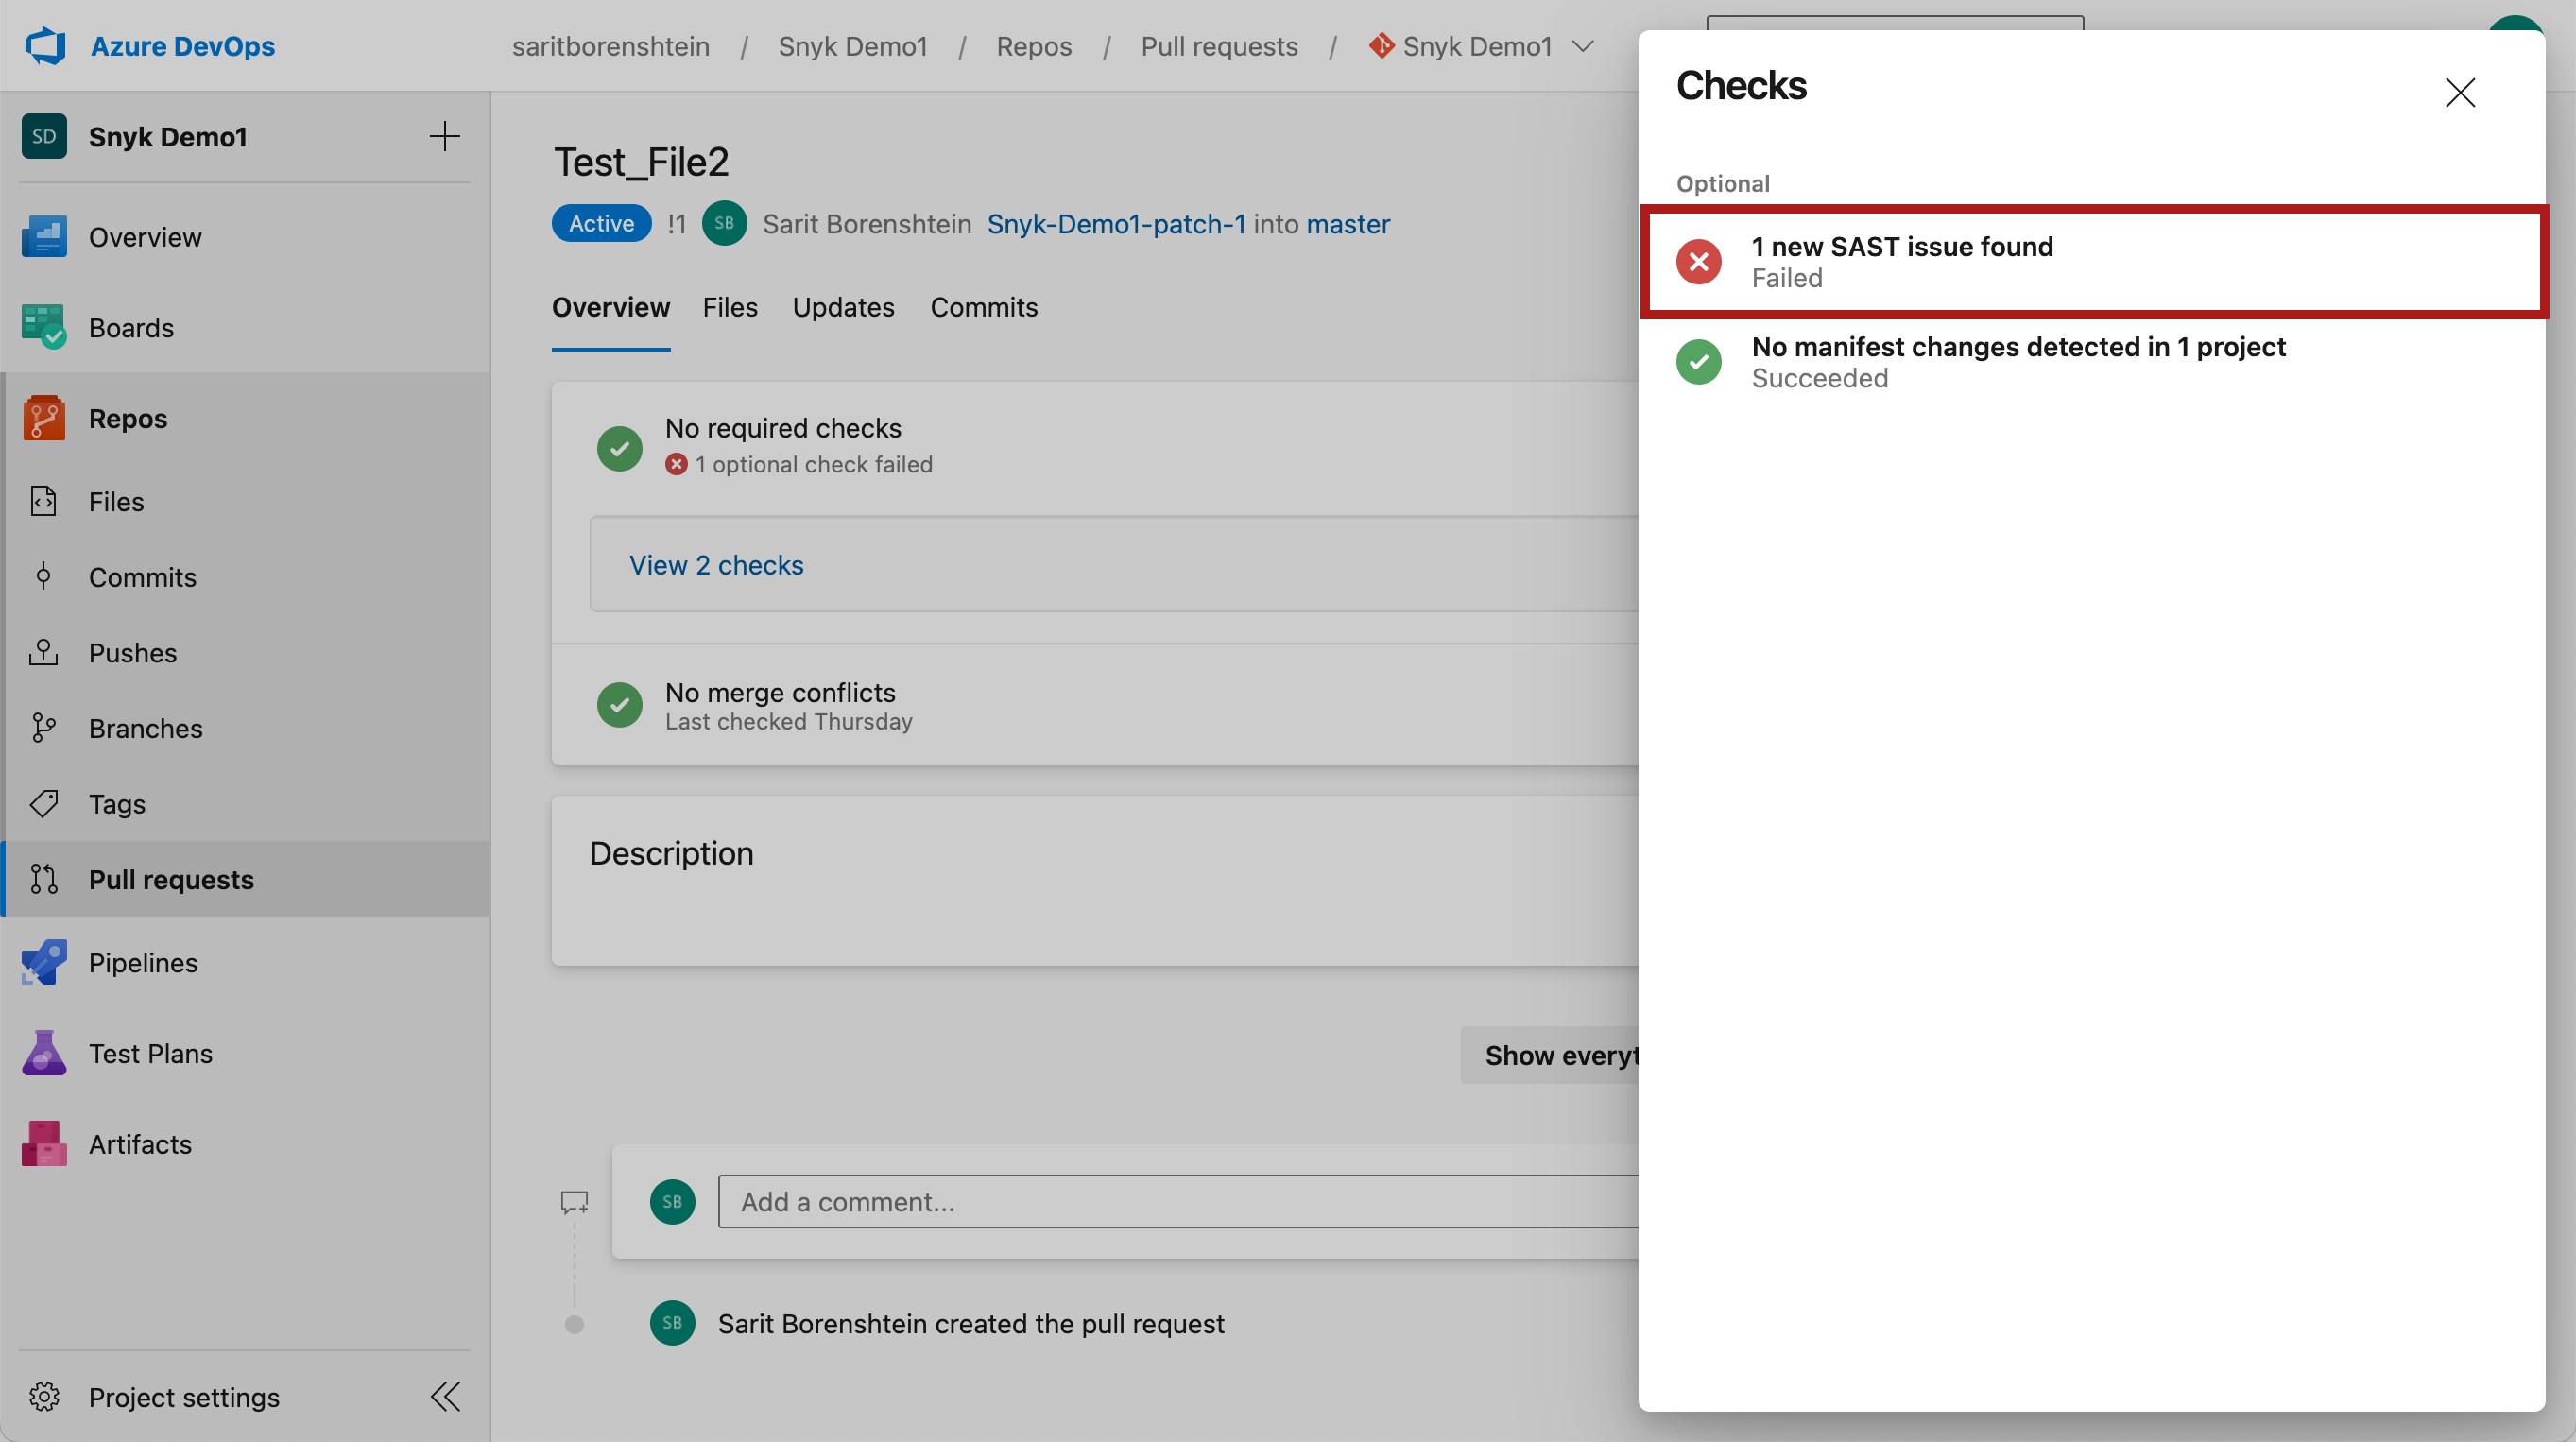 Azure DevOps
saritborenshtein / Snyk Demo1 / Repos / Pull requests / Snyk Demo1
SD Snyk Demo1
Overview
Boards
Repos
Files
Commits
Pushes
Branches
Tags
Pull requests
Pipelines
Test Plans
Artifacts
Project settings
Test_File2
Active !1 SB Sarit Borenshtein Snyk-Demo1-patch-1 into master
Overview Files Updates Commits
No required checks
1 optional check failed
View 2 checks
No merge conflicts
Last checked Thursday
Description
Show everyt
SB Add a comment...
SB Sarit Borenshtein created the pull request
Checks
Optional
1 new SAST issue found
Failed
No manifest changes detected in 1 project
Succeeded